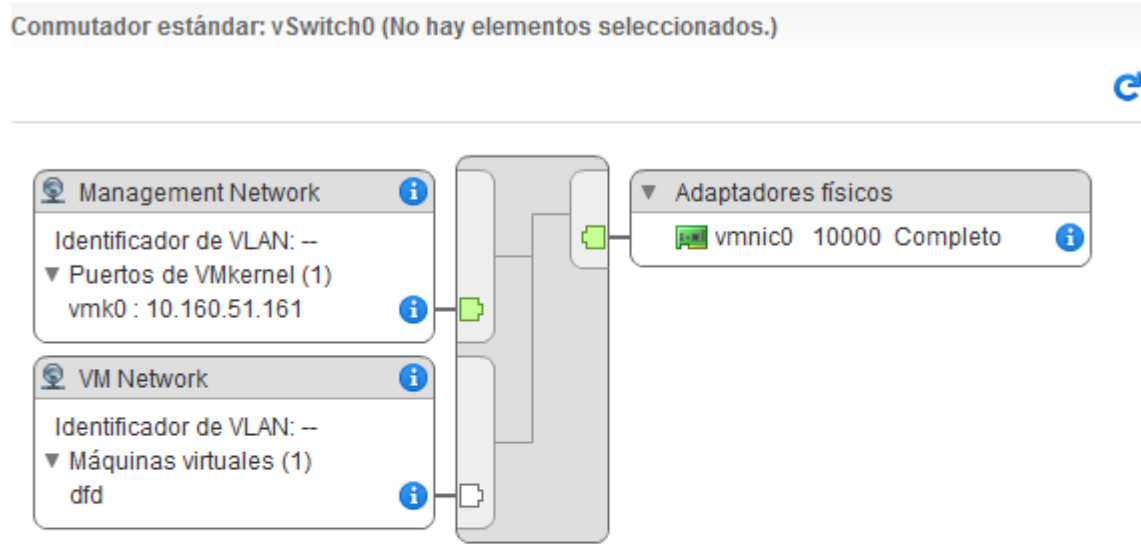 Conmutador estándar: vSwitch0 (No hay elementos seleccionados.)
Management Network
Identificador de VLAN: --
Puertos de VMkernel (1)
vmk0 : 10.160.51.161
VM Network
Identificador de VLAN: --
Máquinas virtuales (1)
dfd
Adaptadores físicos
vmnic0 10000 Completo